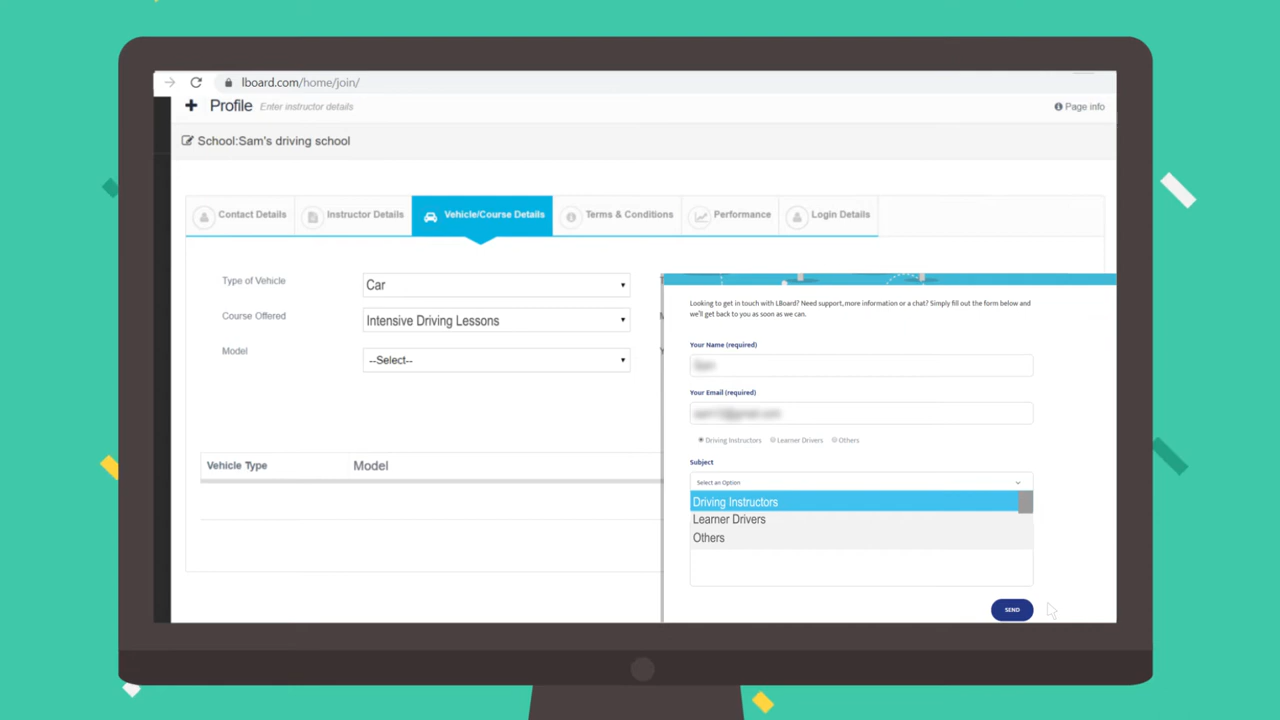 lboard.com/home/join/
Profile Enter instructor details
Page info
School:Sam's driving school
Contact Details
Instructor Details
Vehicle/Course Details
Terms & Conditions
Performance
Login Details
Type of Vehicle
Car
Course Offered
Intensive Driving Lessons
Model
--Select--
Vehicle Type
Model
Looking to get in touch with LBoard? Need support, more information or a chat? Simply fill out the form below and
we'll get back to you as soon as we can.
Your Name (required)
Your Email (required)
Driving Instructors
Learner Drivers
Others
Subject
Select an Option
Driving Instructors
Learner Drivers
Others
SEND